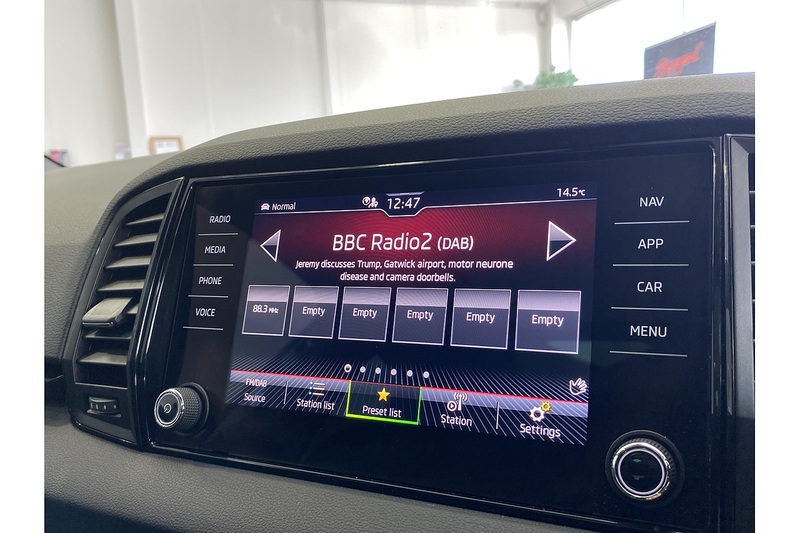 Normal
12:47
14.5°C
BBC Radio2 (DAB)
Jeremy discusses Trump, Gatwick airport, motor neurone
disease and camera doorbells.
88.3 MHz
Empty
Empty
Empty
Empty
Empty
FM/DAB
Source
Station list
Preset list
Station
Settings
RADIO
MEDIA
PHONE
VOICE
NAV
APP
CAR
MENU